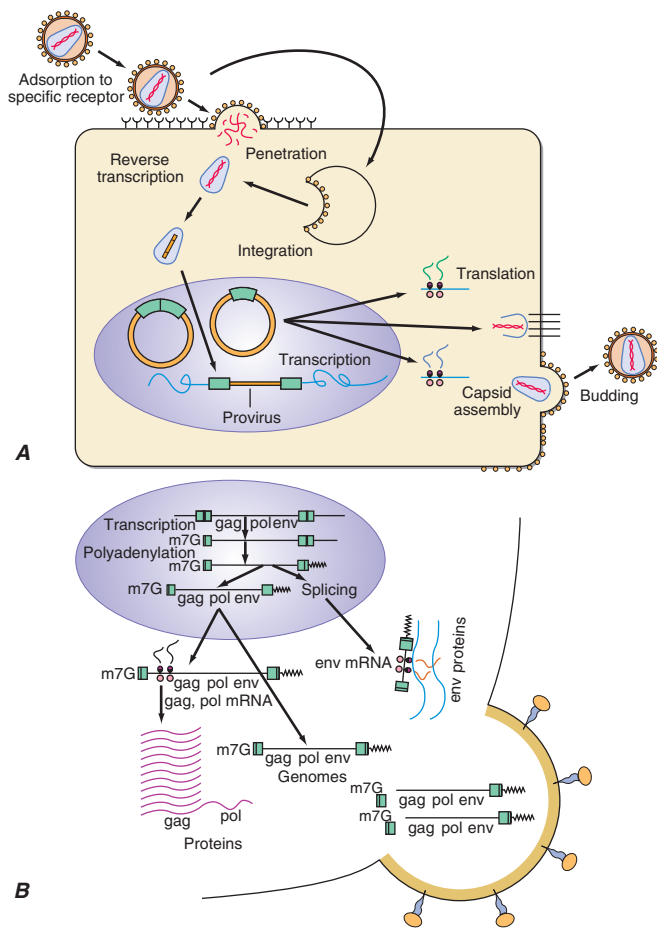 Adsorption to
specific receptor
Penetration
Reverse
transcription
Integration
Translation
Transcription
Provirus
Capsid
assembly
Budding
A
Transcription
gag pol env
m7G
Polyadenylation
m7G
m7G
gag pol env
Splicing
env mRNA
env proteins
m7G
gag pol env
gag, pol mRNA
m7G
gag pol env
Genomes
m7G
gag pol env
m7G
gag pol env
gag pol
Proteins
B